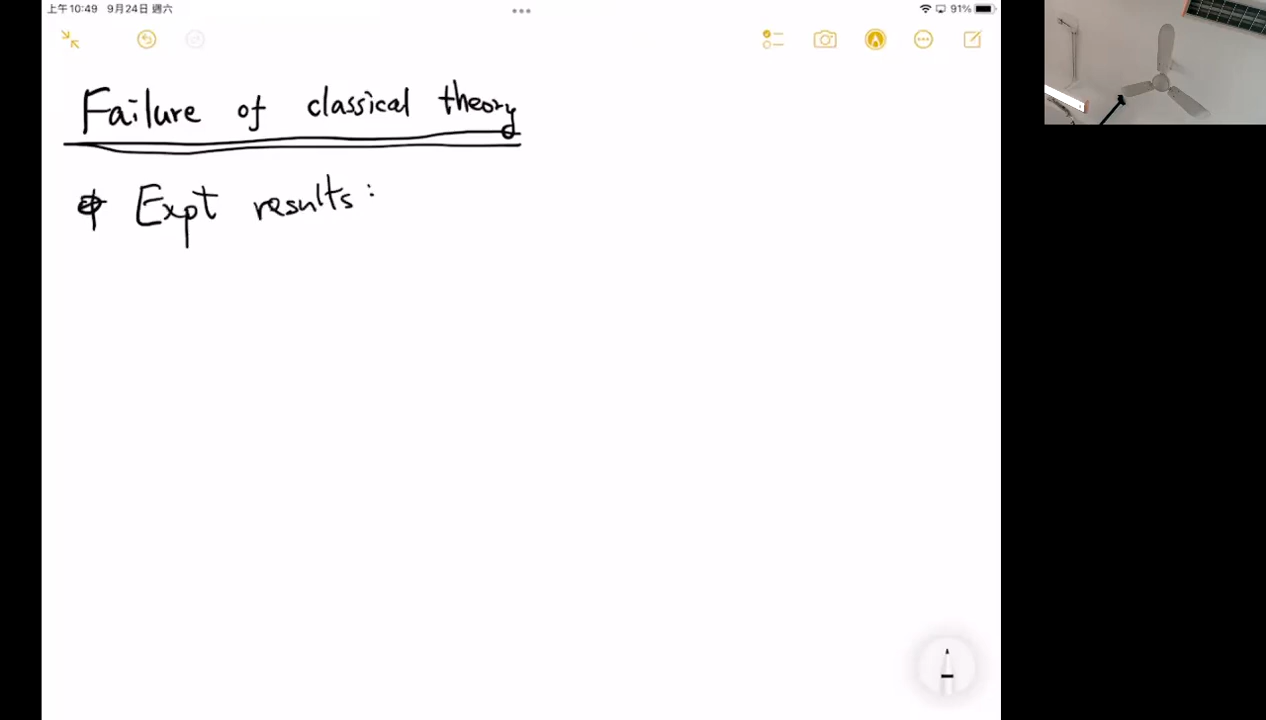 上午10:49 9月24日 週六
91%
Failure of classical theory
Expt results: